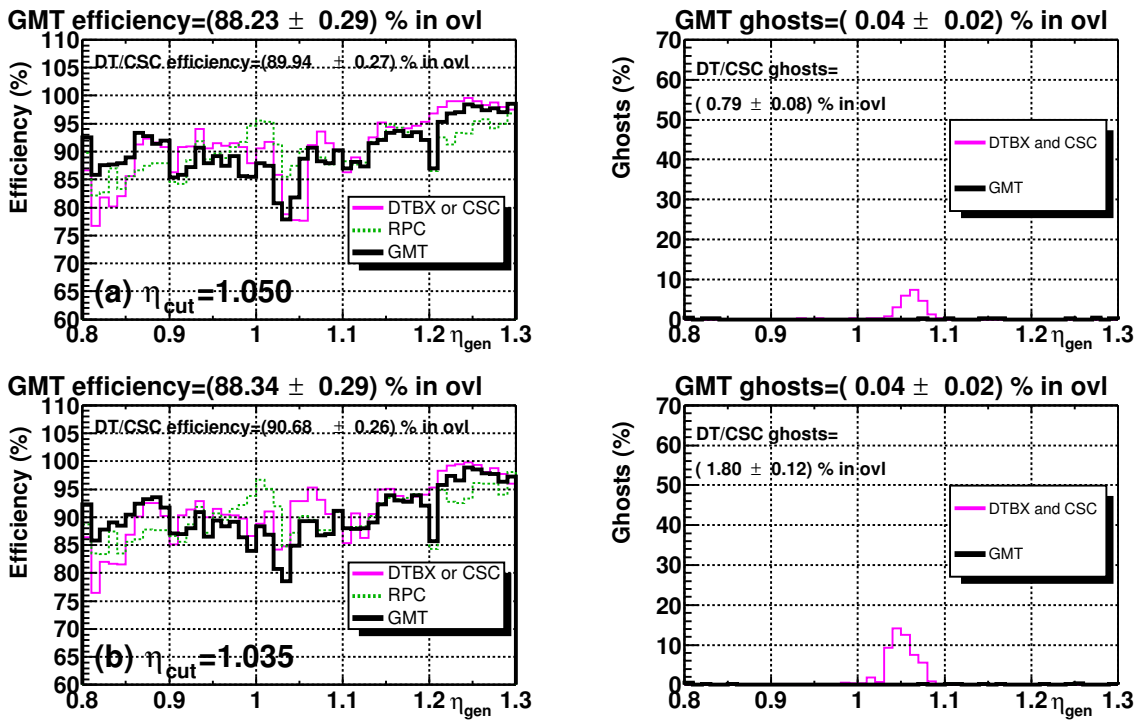 GMT efficiency=(88.23 ± 0.29) % in ovl
DT/CSC efficiency=(89.94 ± 0.27) % in ovl
Efficiency (%)
110
105
100
95
90
85
80
75
70
65
60
DTBX or CSC
RPC
GMT
(a) ηcut=1.050
0.8 0.9 1 1.1 1.2 ηgen 1.3
GMT ghosts=( 0.04 ± 0.02) % in ovl
DT/CSC ghosts=
( 0.79 ± 0.08) % in ovl
Ghosts (%)
70
60
50
40
30
20
10
0
DTBX and CSC
GMT
0.8 0.9 1 1.1 1.2 ηgen 1.3
GMT efficiency=(88.34 ± 0.29) % in ovl
DT/CSC efficiency=(90.68 ± 0.26) % in ovl
Efficiency (%)
110
105
100
95
90
85
80
75
70
65
60
DTBX or CSC
RPC
GMT
(b) ηcut=1.035
0.8 0.9 1 1.1 1.2 ηgen 1.3
GMT ghosts=( 0.04 ± 0.02) % in ovl
DT/CSC ghosts=
( 1.80 ± 0.12) % in ovl
Ghosts (%)
70
60
50
40
30
20
10
0
DTBX and CSC
GMT
0.8 0.9 1 1.1 1.2 ηgen 1.3